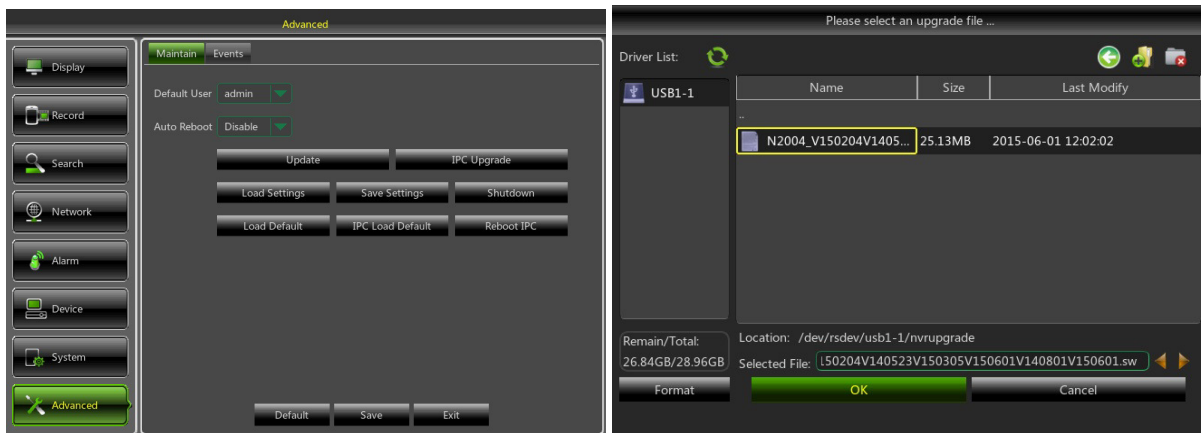 Advanced
Display
Record
Search
Network
Alarm
Device
System
Advanced
Maintain Events
Default User admin
Auto Reboot Disable
Update IPC Upgrade
Load Settings Save Settings Shutdown
Load Default IPC Load Default Reboot IPC
Default Save Exit
Please select an upgrade file ...
Driver List:
USB1-1
Name Size Last Modify
..
N2004_V150204V1405... 25.13MB 2015-06-01 12:02:02
Remain/Total:
26.84GB/28.96GB
Location: /dev/rsdev/usb1-1/nvrupgrade
Selected File: 150204V140523V150305V150601V140801V150601.sw
Format OK Cancel